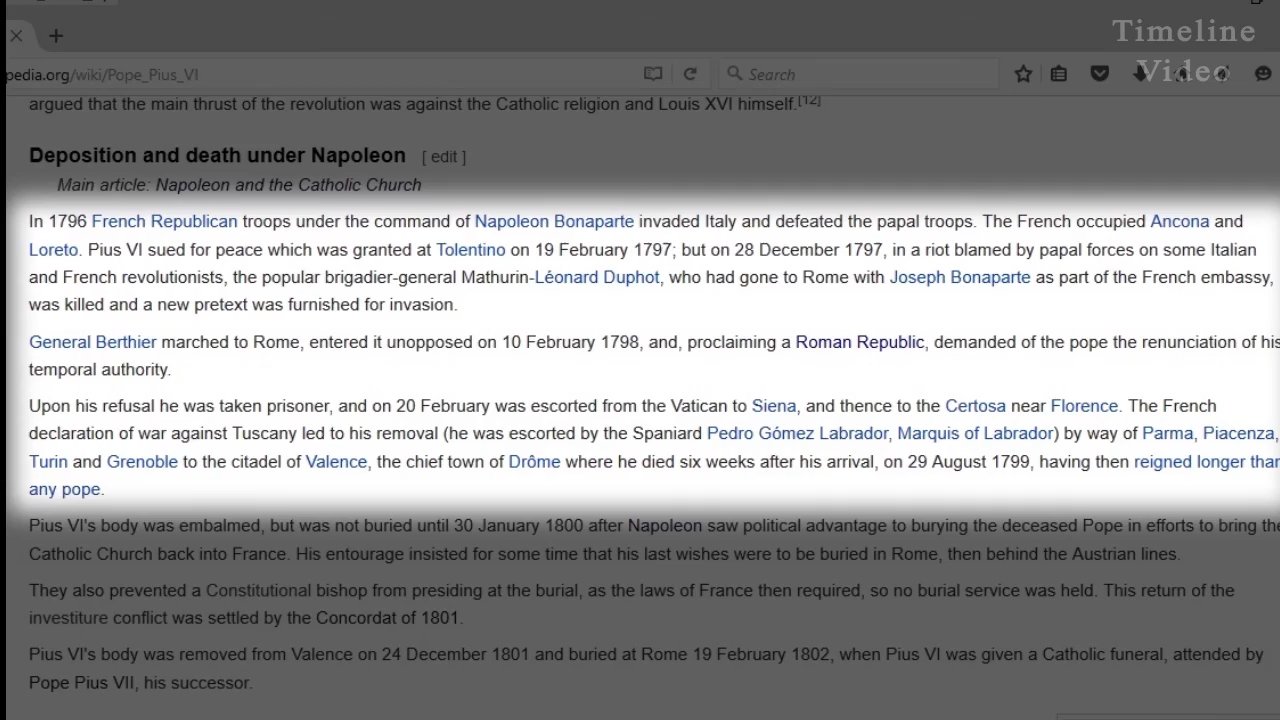 Timeline
Video
pedia.org/wiki/Pope_Pius_VI
Search
argued that the main thrust of the revolution was against the Catholic religion and Louis XVI himself.[12]
Deposition and death under Napoleon [ edit ]
Main article: Napoleon and the Catholic Church
In 1796 French Republican troops under the command of Napoleon Bonaparte invaded Italy and defeated the papal troops. The French occupied Ancona and
Loreto. Pius VI sued for peace which was granted at Tolentino on 19 February 1797; but on 28 December 1797, in a riot blamed by papal forces on some Italian
and French revolutionists, the popular brigadier-general Mathurin-Léonard Duphot, who had gone to Rome with Joseph Bonaparte as part of the French embassy,
was killed and a new pretext was furnished for invasion.
General Berthier marched to Rome, entered it unopposed on 10 February 1798, and, proclaiming a Roman Republic, demanded of the pope the renunciation of his
temporal authority.
Upon his refusal he was taken prisoner, and on 20 February was escorted from the Vatican to Siena, and thence to the Certosa near Florence. The French
declaration of war against Tuscany led to his removal (he was escorted by the Spaniard Pedro Gómez Labrador, Marquis of Labrador) by way of Parma, Piacenza,
Turin and Grenoble to the citadel of Valence, the chief town of Drôme where he died six weeks after his arrival, on 29 August 1799, having then reigned longer than
any pope.
Pius VI's body was embalmed, but was not buried until 30 January 1800 after Napoleon saw political advantage to burying the deceased Pope in efforts to bring the
Catholic Church back into France. His entourage insisted for some time that his last wishes were to be buried in Rome, then behind the Austrian lines.
They also prevented a Constitutional bishop from presiding at the burial, as the laws of France then required, so no burial service was held. This return of the
investiture conflict was settled by the Concordat of 1801.
Pius VI's body was removed from Valence on 24 December 1801 and buried at Rome 19 February 1802, when Pius VI was given a Catholic funeral, attended by
Pope Pius VII, his successor.